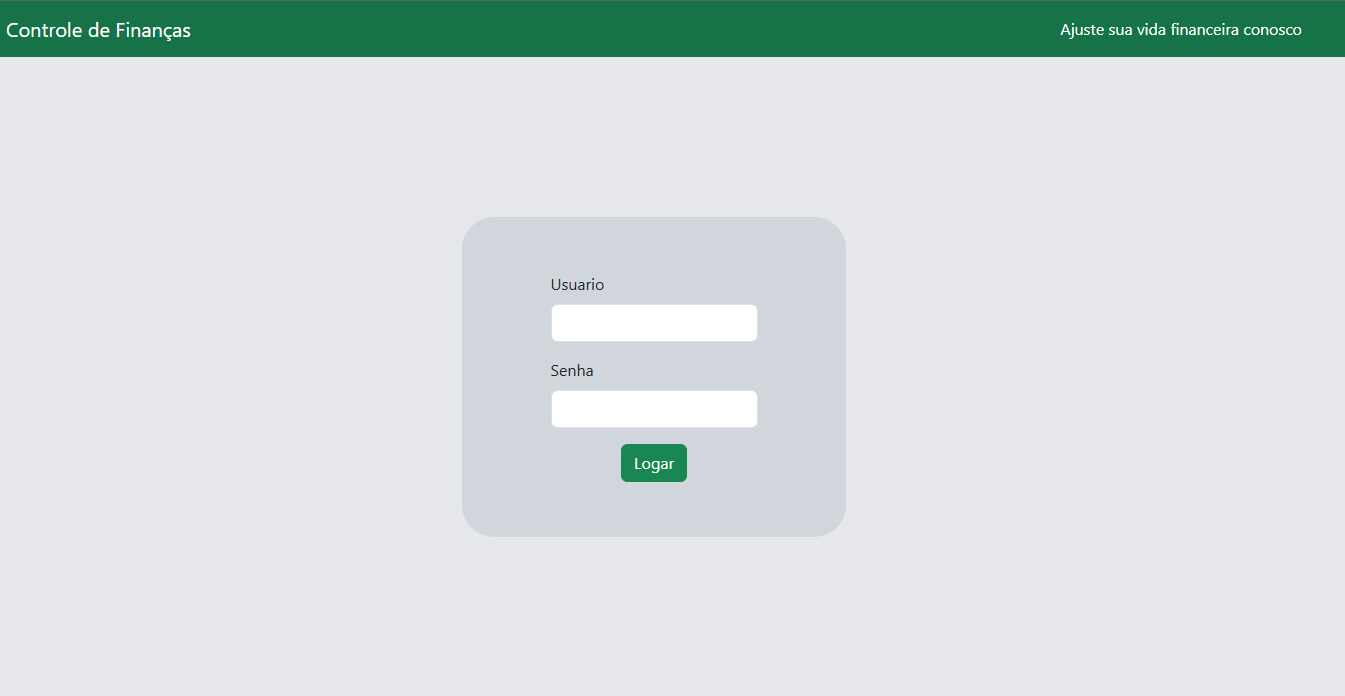 Controle de Finanças
Ajuste sua vida financeira conosco
Usuario
Senha
Logar